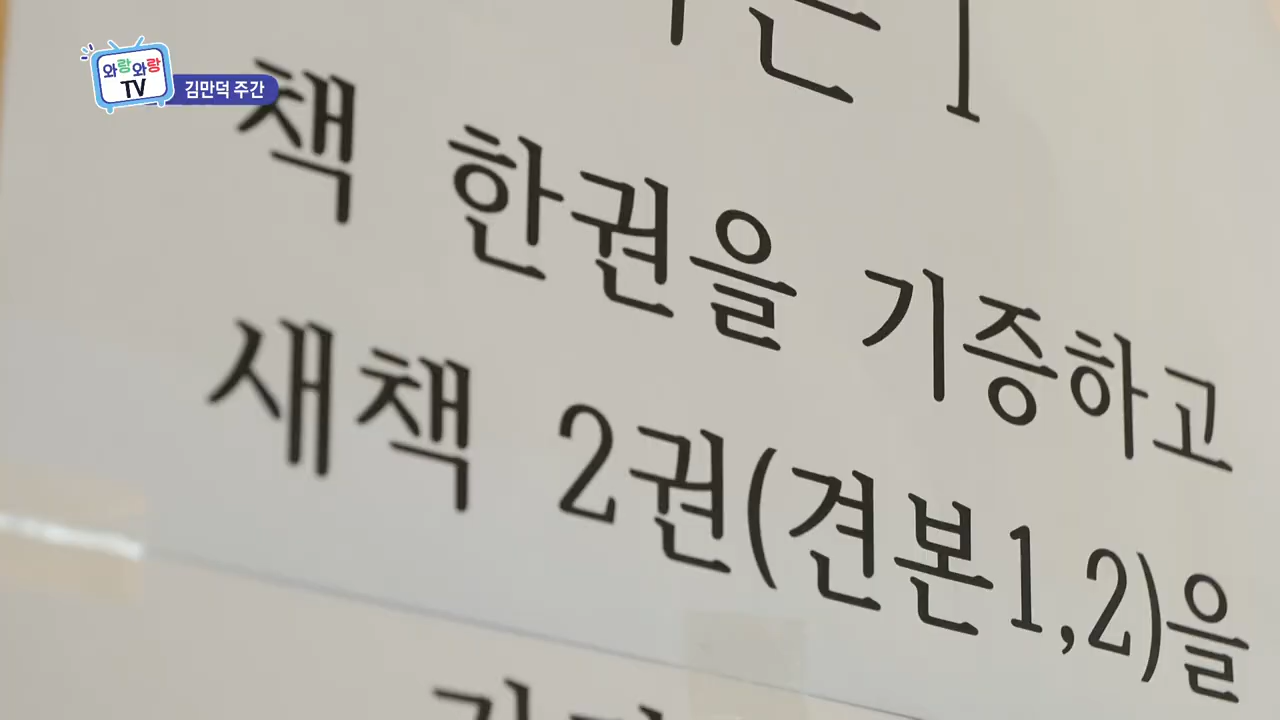 와랑와랑
TV
김만덕 주간
책 한권을 기증하고
새책 2권(견본1,2)을